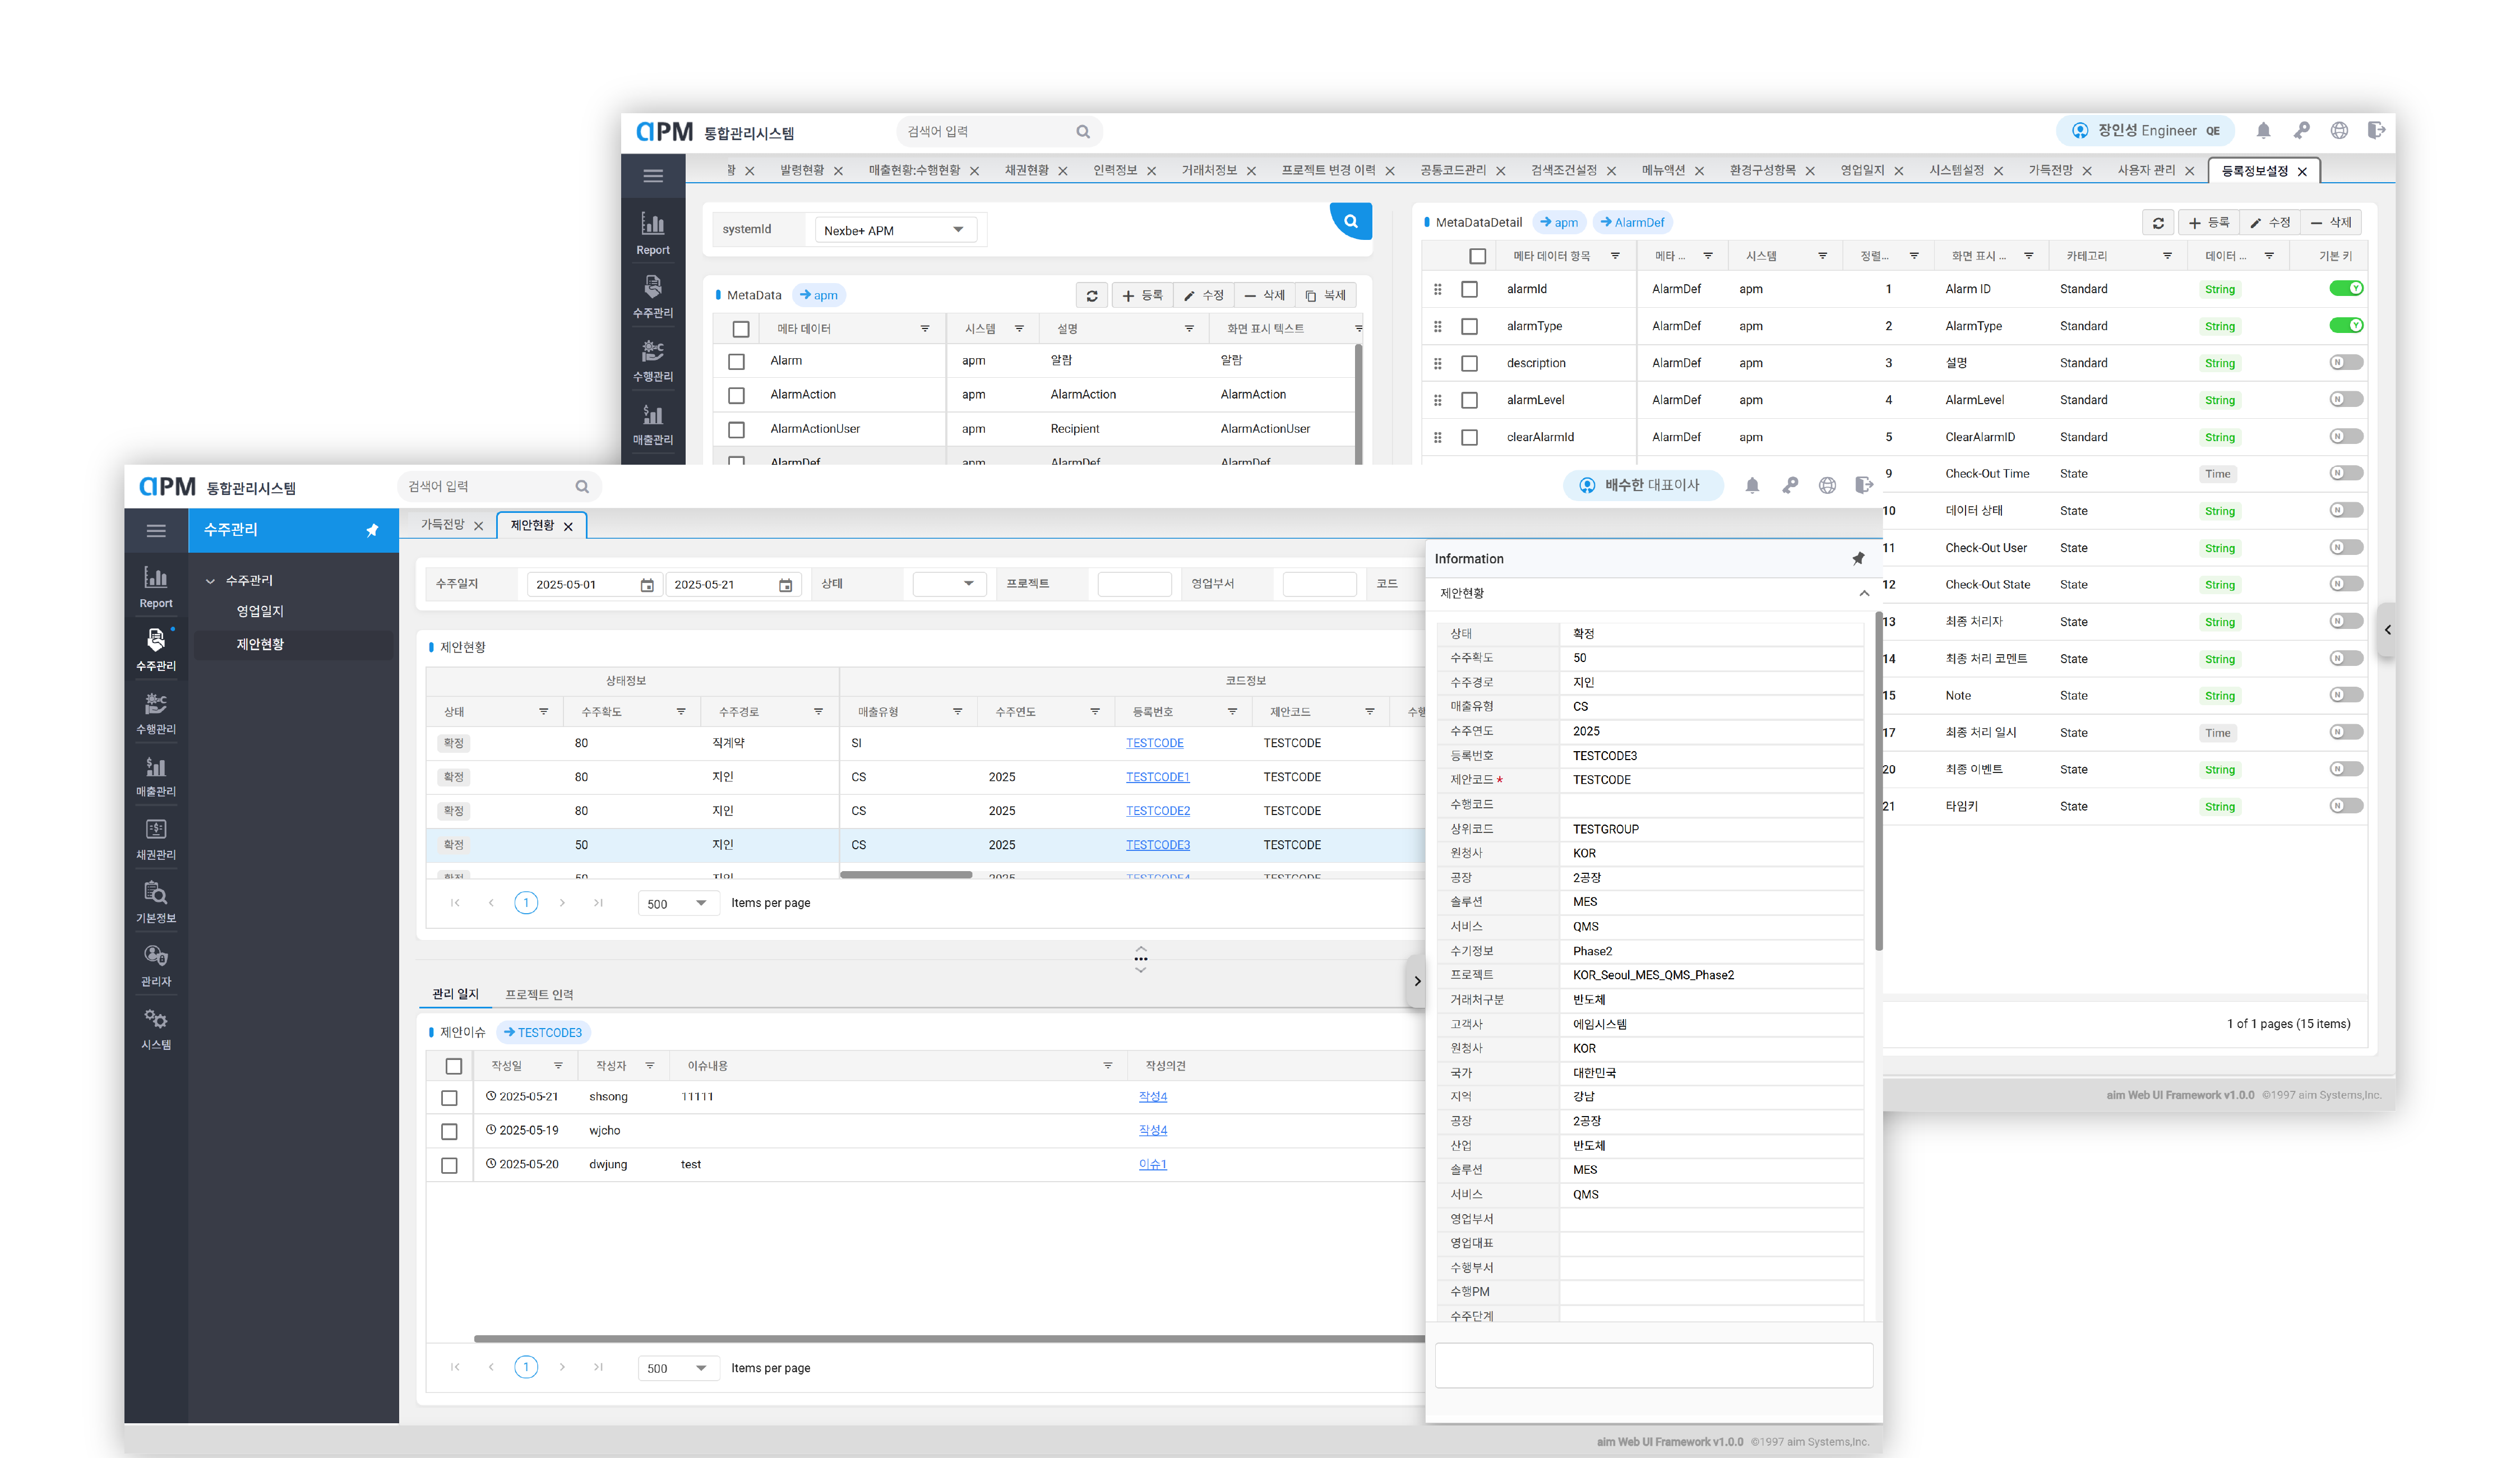 aPM 통합관리시스템 검색어 입력 장인성 Engineer QE
황 발령현황 매출현황:수행현황 채권현황 인력정보 거래처정보 프로젝트 변경 이력 공통코드관리 검색조건설정 메뉴액션 환경구성항목 영업일지 시스템설정 가득전망 사용자 관리 등록정보설정
Report
수주관리
수행관리
매출관리
systemId Nexbe+ APM
MetaData apm 등록 수정 삭제 복제
메타 데이터 시스템 설명 화면 표시 텍스트
Alarm apm 알람 알람
AlarmAction apm AlarmAction AlarmAction
AlarmActionUser apm Recipient AlarmActionUser
AlarmDef apm AlarmDef AlarmDef
MetaDataDetail apm AlarmDef 등록 수정 삭제
메타 데이터 항목 메타 ... 시스템 정렬... 화면 표시 ... 카테고리 데이터 ... 기본 키
alarmId AlarmDef apm 1 Alarm ID Standard String Y
alarmType AlarmDef apm 2 AlarmType Standard String Y
description AlarmDef apm 3 설명 Standard String N
alarmLevel AlarmDef apm 4 AlarmLevel Standard String N
clearAlarmId AlarmDef apm 5 ClearAlarmID Standard String N
9 Check-Out Time State Time N
10 데이터 상태 State String N
11 Check-Out User State String N
12 Check-Out State State String N
13 최종 처리자 State String N
14 최종 처리 코멘트 State String N
15 Note State String N
17 최종 처리 일시 State Time N
20 최종 이벤트 State String N
21 타임키 State String N
1 of 1 pages (15 items)
aim Web UI Framework v1.0.0 ©1997 aim Systems,Inc.
aPM 통합관리시스템 검색어 입력 배수한 대표이사
수주관리
가득전망 제안현황
Report
수주관리
수행관리
매출관리
채권관리
기본정보
관리자
시스템
수주관리
영업일지
제안현황
수주일지 2025-05-01 2025-05-21 상태 프로젝트 영업부서 코드
제안현황
상태정보 코드정보
상태 수주확도 수주경로 매출유형 수주연도 등록번호 제안코드 수행
확정 80 직계약 SI TESTCODE TESTCODE
확정 80 지인 CS 2025 TESTCODE1 TESTCODE
확정 80 지인 CS 2025 TESTCODE2 TESTCODE
확정 50 지인 CS 2025 TESTCODE3 TESTCODE
확정 50 지인 2025 TESTCODE4 TESTCODE
1 500 Items per page
관리 일지 프로젝트 인력
제안이슈 TESTCODE3
작성일 작성자 이슈내용 작성의견
2025-05-21 shsong 11111 작성4
2025-05-19 wjcho 작성4
2025-05-20 dwjung test 이슈1
1 500 Items per page
Information
제안현황
상태 확정
수주확도 50
수주경로 지인
매출유형 CS
수주연도 2025
등록번호 TESTCODE3
제안코드 * TESTCODE
수행코드
상위코드 TESTGROUP
원청사 KOR
공장 2공장
솔루션 MES
서비스 QMS
수기정보 Phase2
프로젝트 KOR_Seoul_MES_QMS_Phase2
거래처구분 반도체
고객사 에임시스템
원청사 KOR
국가 대한민국
지역 강남
공장 2공장
산업 반도체
솔루션 MES
서비스 QMS
영업부서
영업대표
수행부서
수행PM
수주단계
aim Web UI Framework v1.0.0 ©1997 aim Systems,Inc.